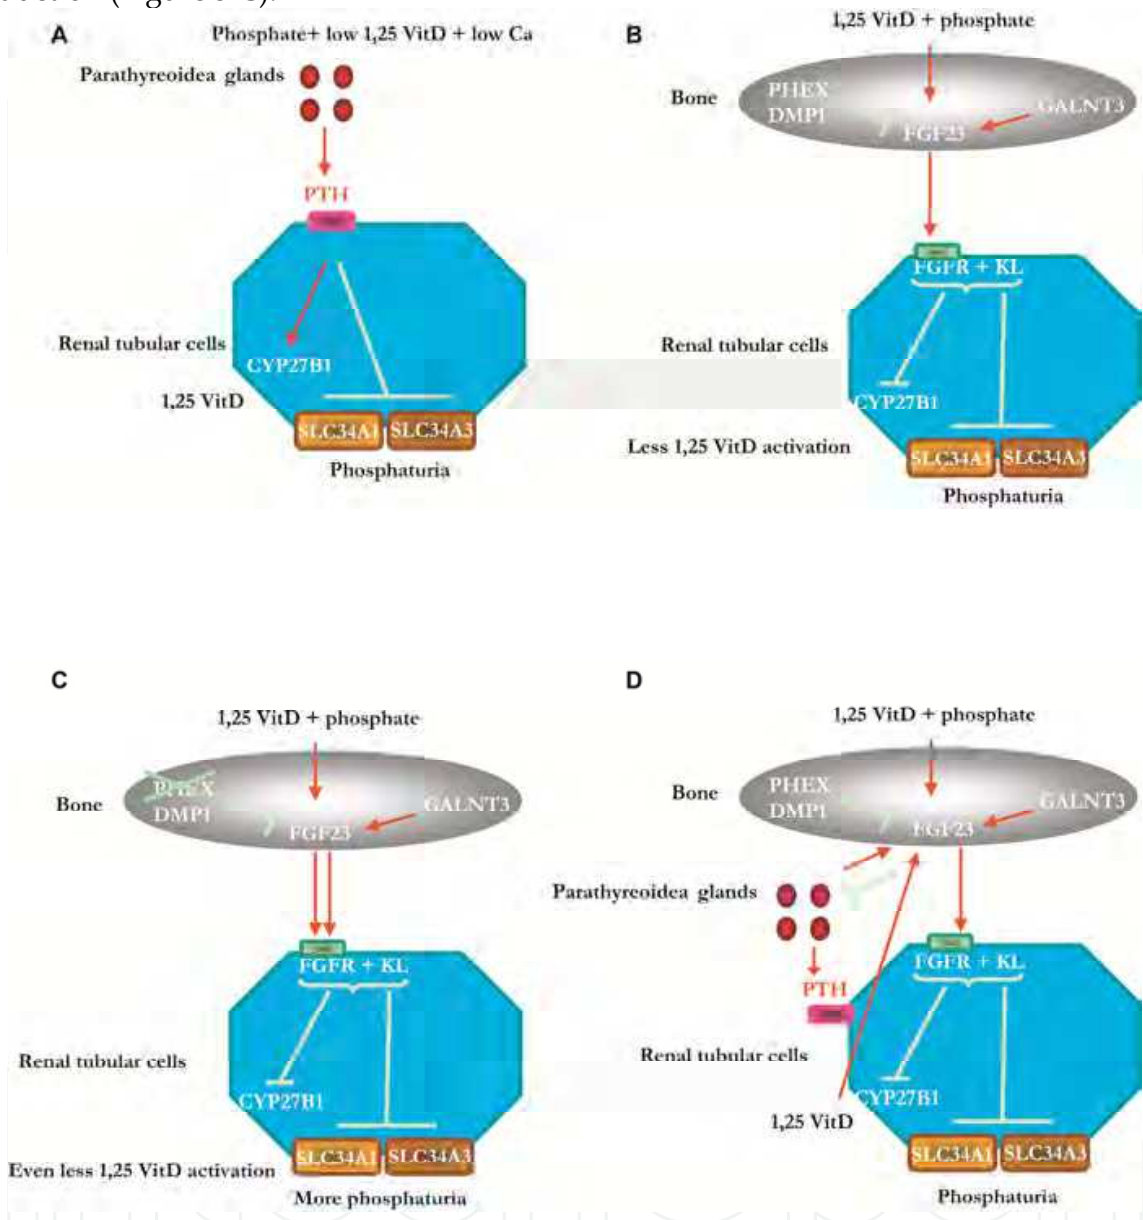 A
Phosphate+ low 1,25 VitD + low Ca
Parathyreoidea glands
PTH
Renal tubular cells
CYP27B1
1,25 VitD
SLC34A1 SLC34A3
Phosphaturia
B
1,25 VitD + phosphate
Bone
PHEX
DMP1
GALNT3
FGF23
FGFR + KL
Renal tubular cells
CYP27B1
Less 1,25 VitD activation
SLC34A1 SLC34A3
Phosphaturia
C
1,25 VitD + phosphate
Bone
PHEX
DMP1
GALNT3
FGF23
FGFR + KL
Renal tubular cells
CYP27B1
Even less 1,25 VitD activation
SLC34A1 SLC34A3
More phosphaturia
D
1,25 VitD + phosphate
Bone
PHEX
DMP1
GALNT3
FGF23
Parathyreoidea glands
FGFR + KL
PTH
Renal tubular cells
CYP27B1
1,25 VitD
SLC34A1 SLC34A3
Phosphaturia